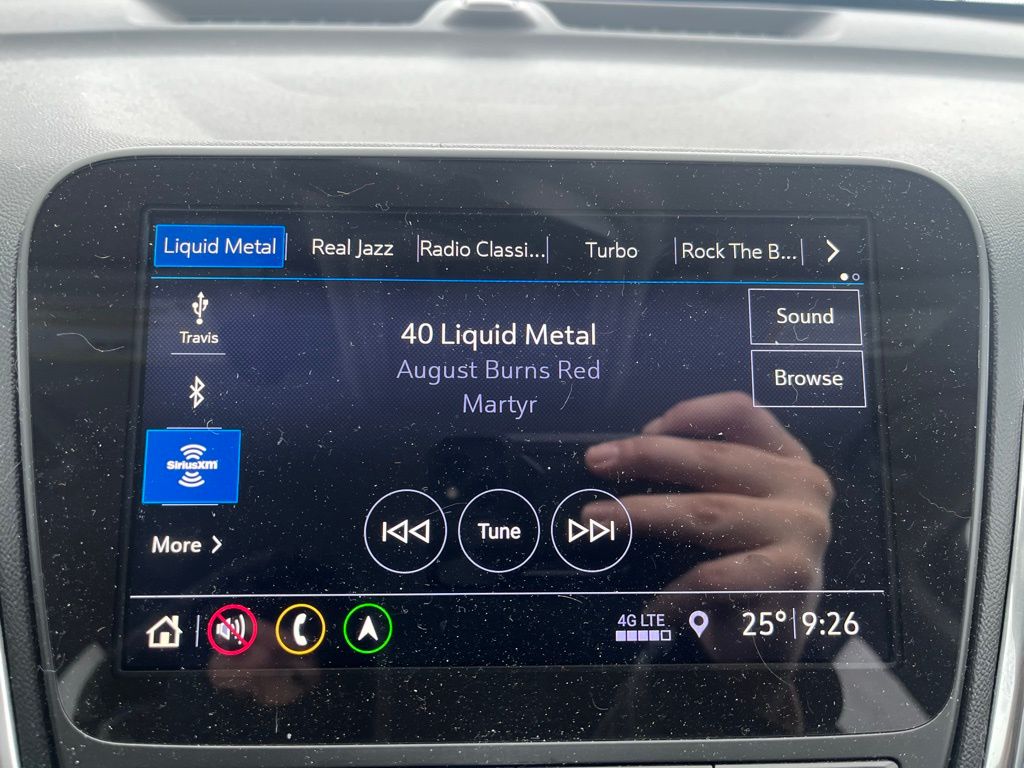 Liquid Metal
Real Jazz
Radio Classi...
Turbo
Rock The B...
Travis
40 Liquid Metal
August Burns Red
Martyr
Sound
Browse
SiriusXM
Tune
More
4G LTE
25° 9:26